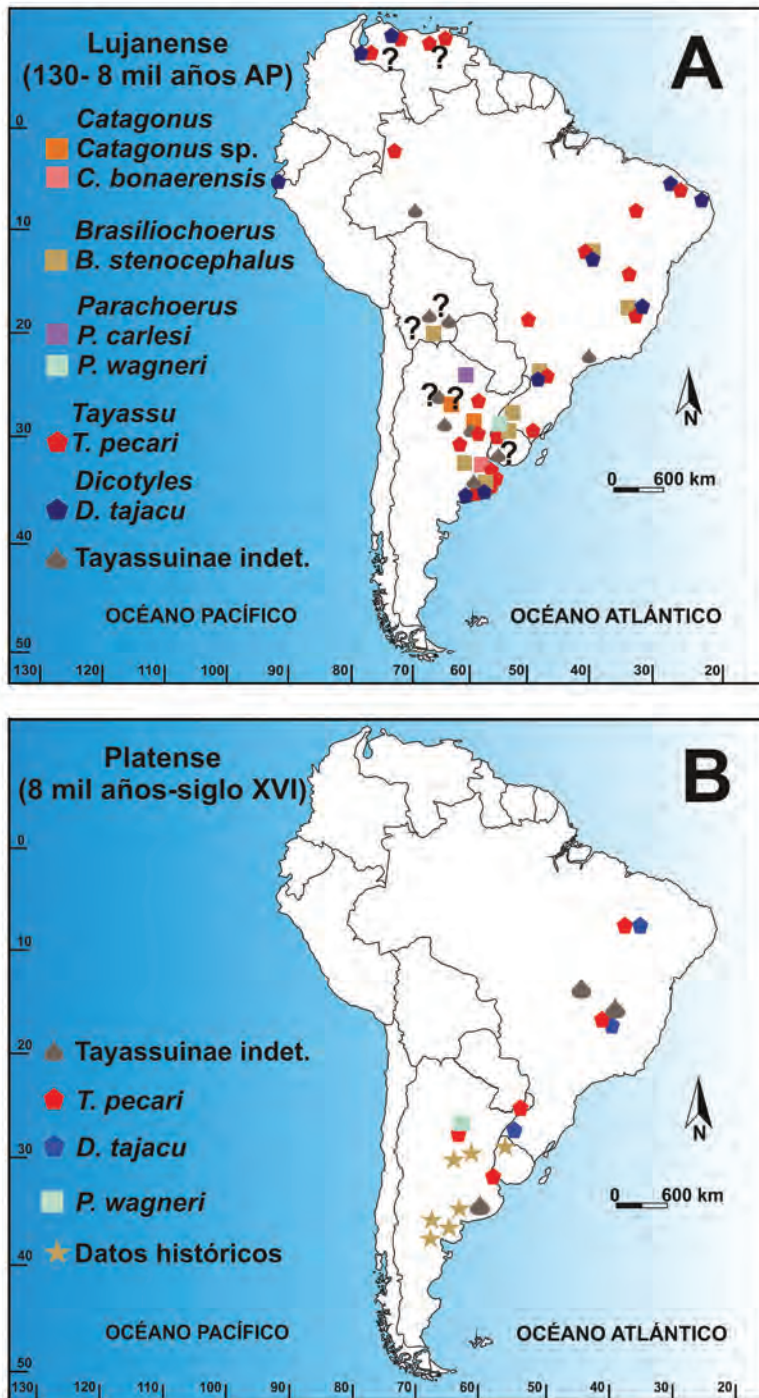 A
Lujanense
(130- 8 mil años AP)
Catagonus
Catagonus sp.
C. bonaerensis
Brasiliochoerus
B. stenocephalus
Parachoerus
P. carlesi
P. wagneri
Tayassu
T. pecari
Dicotyles
D. tajacu
Tayassuinae indet.
?
?
?
?
?
?
?
N
0 600 km
OCÉANO PACÍFICO
OCÉANO ATLÁNTICO
0
10
20
30
40
50
130 120 110 100 90 80 70 60 50 40 30 20
B
Platense
(8 mil años-siglo XVI)
Tayassuinae indet.
T. pecari
D. tajacu
P. wagneri
Datos históricos
N
0 600 km
OCÉANO PACÍFICO
OCÉANO ATLÁNTICO
0
10
20
30
40
50
130 120 110 100 90 80 70 60 50 40 30 20